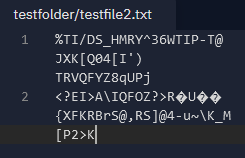 testfolder/testfile2.txt
1 %TI/DS_HMRY^36WTIP-T@
JXK[Q04[I')
TRVQFYZ8qUPj
2 <?EI>A\IQFOZ?>R�U��
{XFKRBrS@,RS]@4-u~\K_M
[P2>K